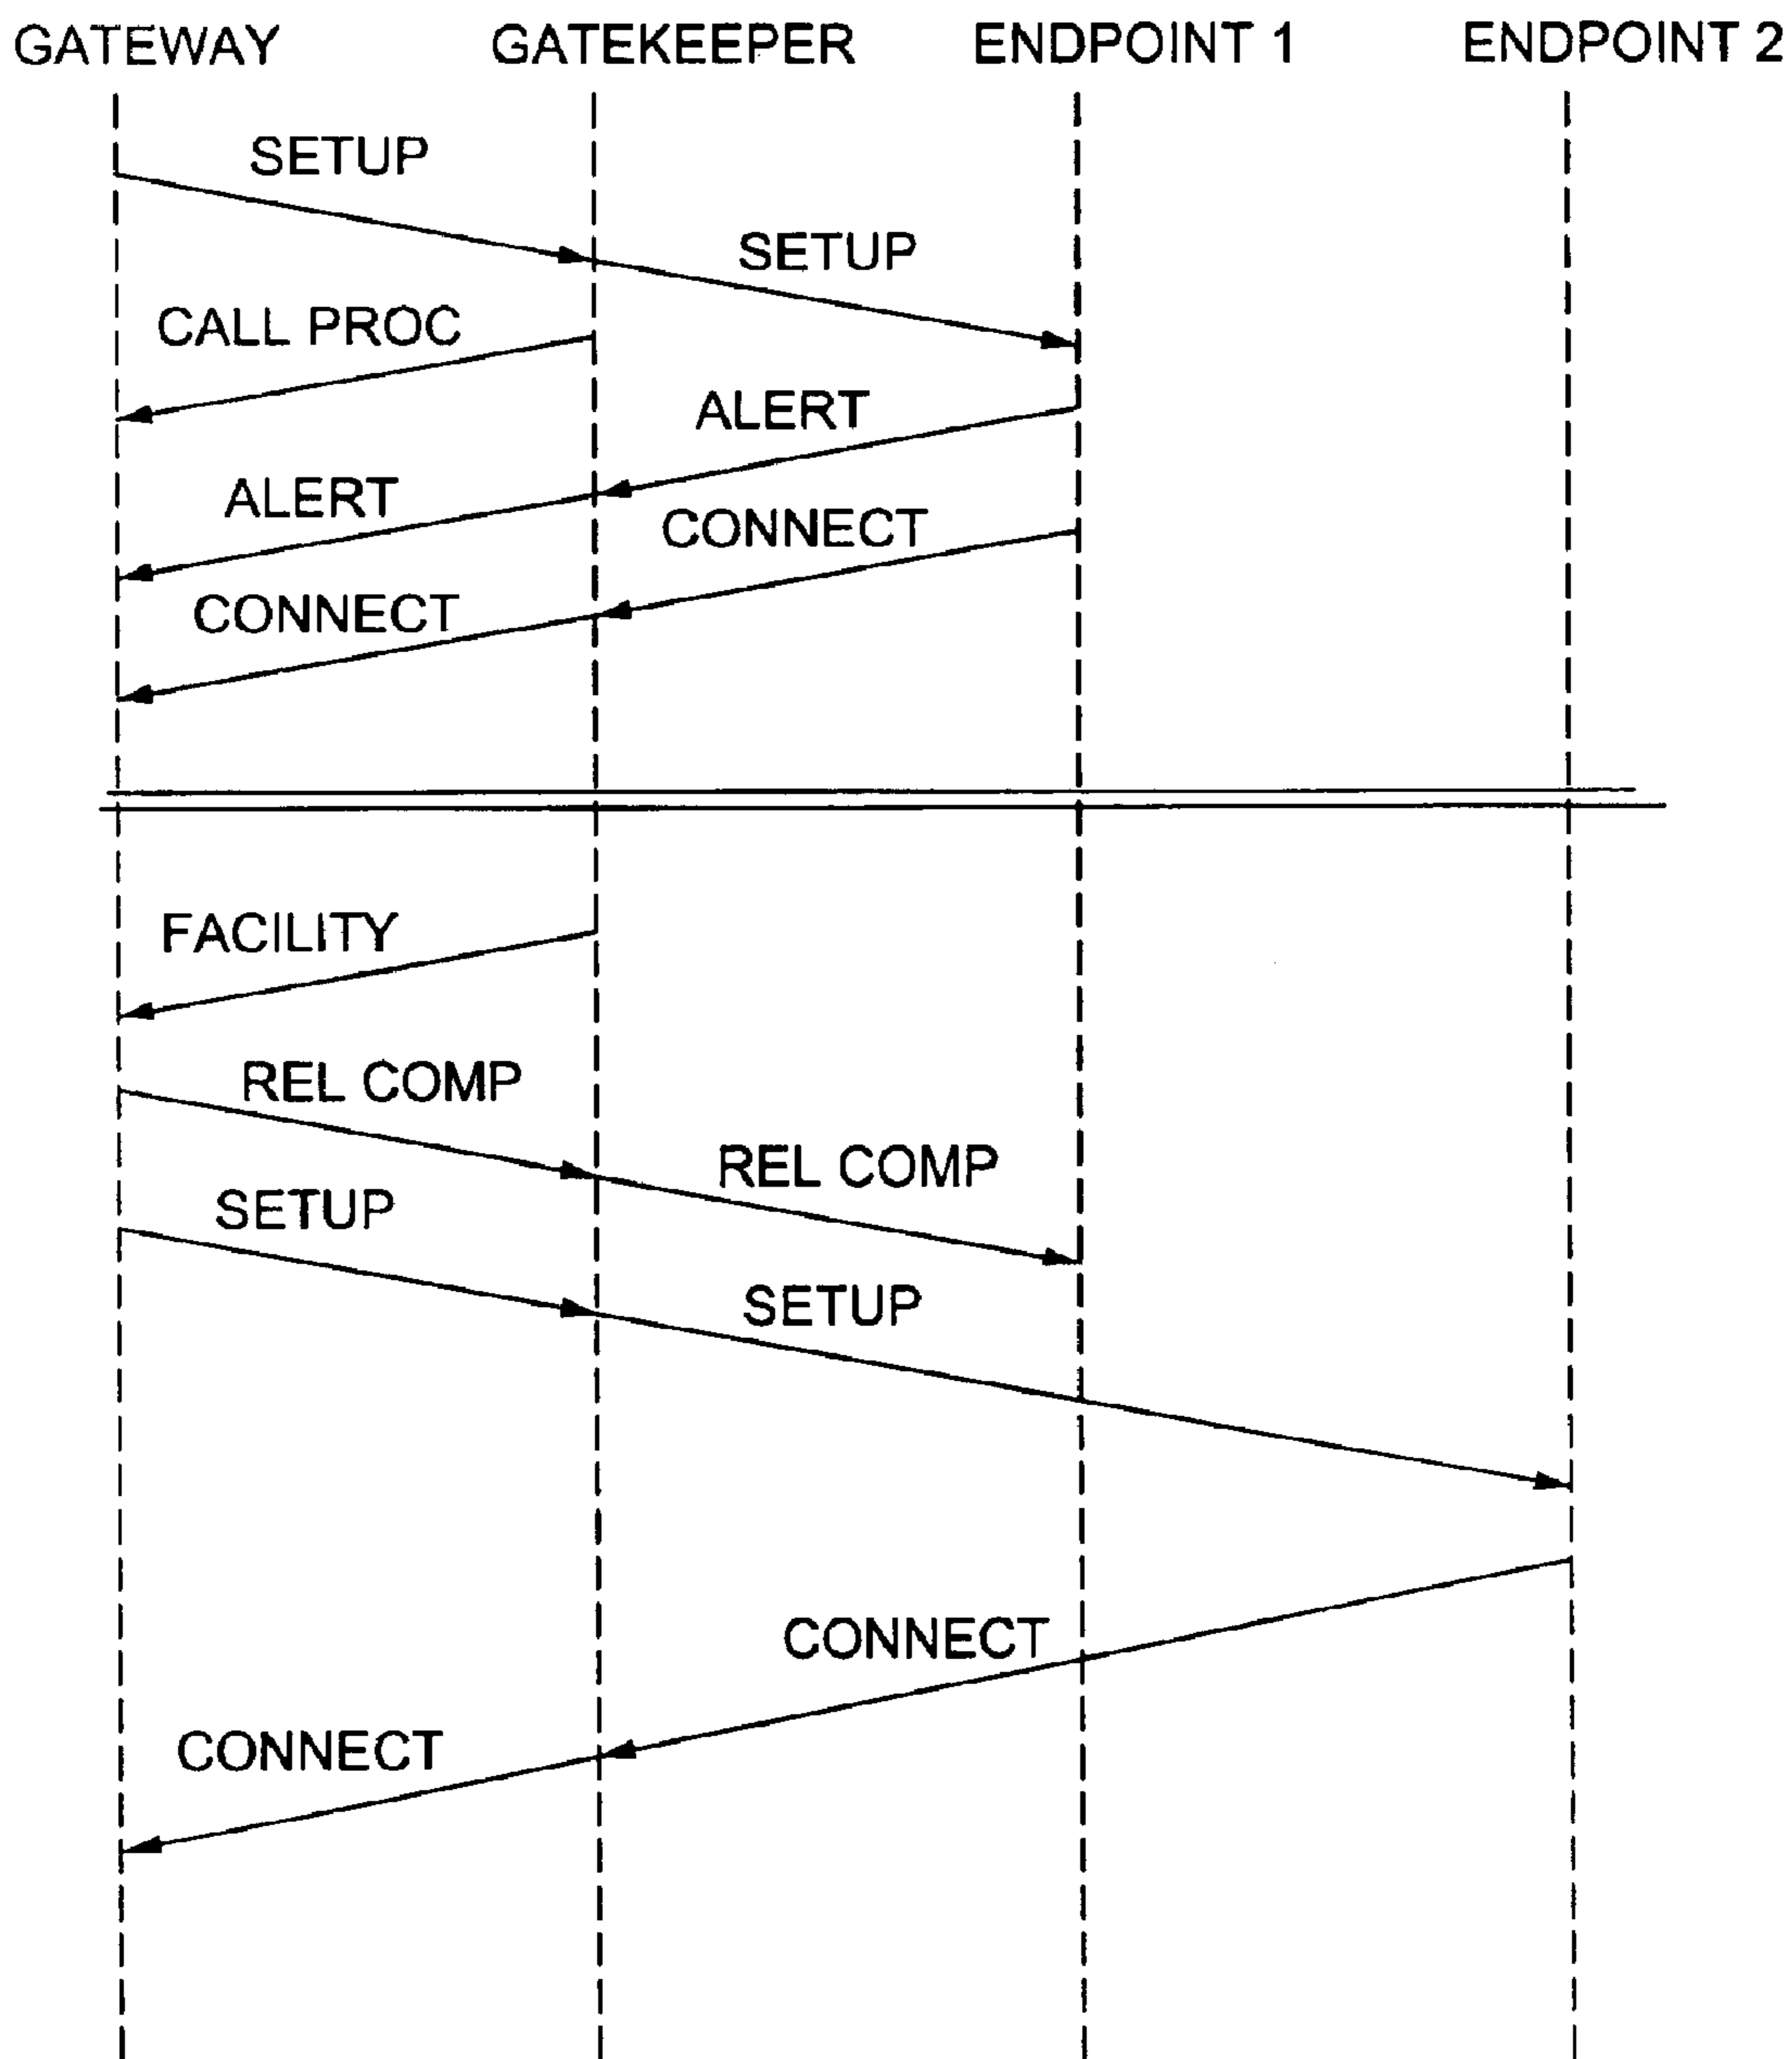 GATEWAY GATEKEEPER ENDPOINT 1 ENDPOINT 2
SETUP
SETUP
CALL PROC
ALERT
ALERT
CONNECT
CONNECT
FACILITY
REL COMP
REL COMP
SETUP
SETUP
CONNECT
CONNECT